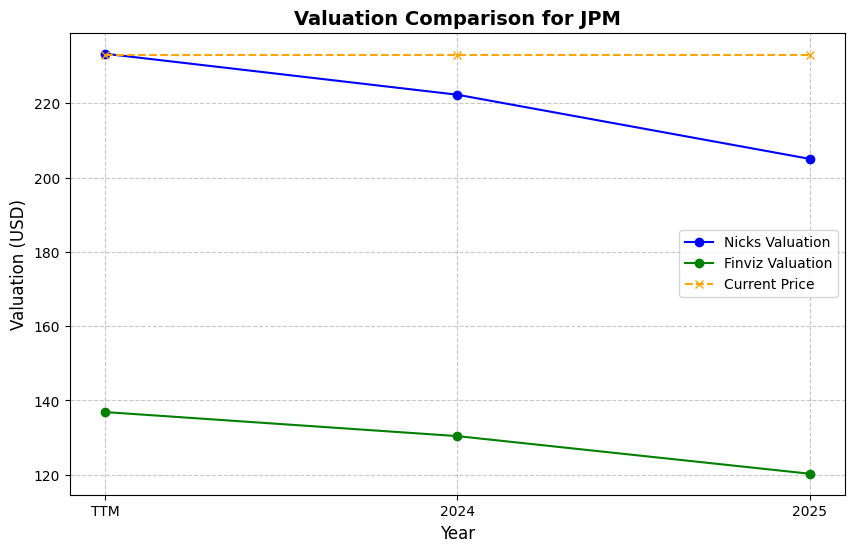 Valuation Comparison for JPM
Valuation (USD)
220
200
180
160
140
120
Nicks Valuation
Finviz Valuation
Current Price
TTM 2024 2025
Year